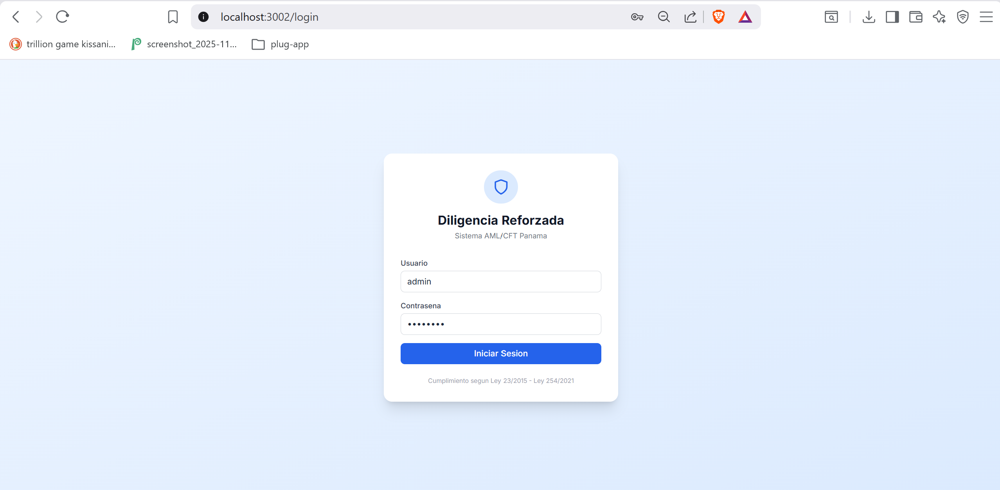 localhost:3002/login
trillion game kissani...
screenshot_2025-11...
plug-app
Diligencia Reforzada
Sistema AML/CFT Panama
Usuario
admin
Contrasena
••••••••
Iniciar Sesion
Cumplimiento segun Ley 23/2015 - Ley 254/2021